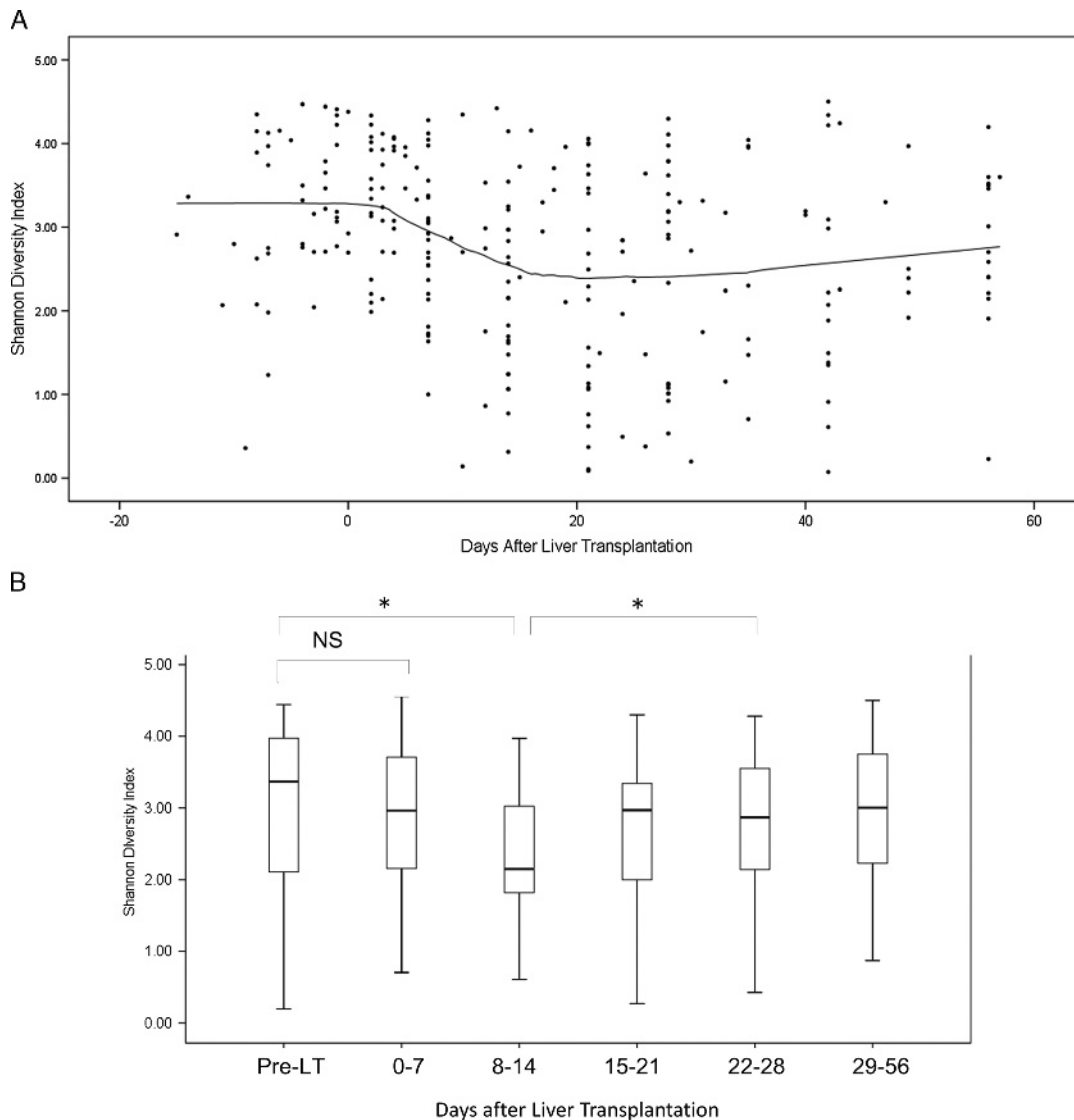 A
5.00
4.00
3.00
2.00
1.00
0.00
Shannon Diversity Index
-20 0 20 40 60
Days After Liver Transplantation
B
* *
NS
5.00
4.00
3.00
2.00
1.00
0.00
Shannon Diversity Index
Pre-LT 0-7 8-14 15-21 22-28 29-56
Days after Liver Transplantation